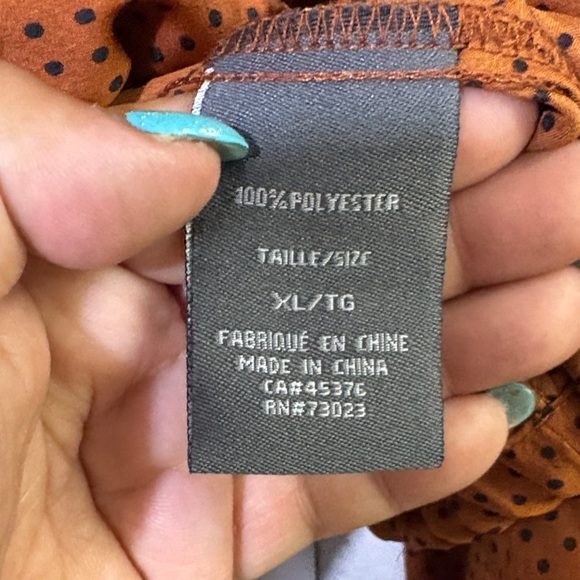 100% POLYESTER
TAILLE/SIZE
XL/TG
FABRIQUÉ EN CHINE
MADE IN CHINA
CA#45376
RN#73023